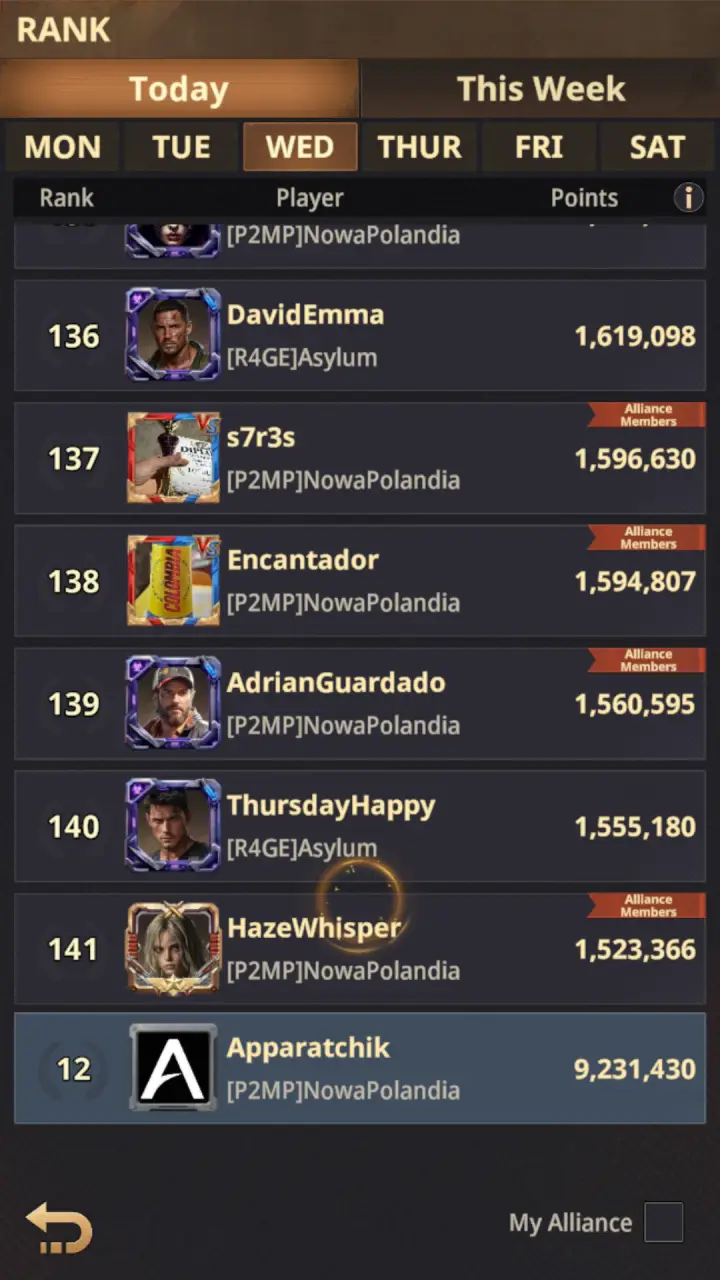 RANK
Today
This Week
MON
TUE
WED
THUR
FRI
SAT
Rank
Player
Points
[P2MP]NowaPolandia
136
DavidEmma
[R4GE]Asylum
1,619,098
137
s7r3s
[P2MP]NowaPolandia
Alliance
Members
1,596,630
138
COLOMBIA
Encantador
[P2MP]NowaPolandia
Alliance
Members
1,594,807
139
AdrianGuardado
[P2MP]NowaPolandia
Alliance
Members
1,560,595
140
ThursdayHappy
[R4GE]Asylum
1,555,180
141
HazeWhisper
[P2MP]NowaPolandia
Alliance
Members
1,523,366
12
Apparatchik
[P2MP]NowaPolandia
9,231,430
My Alliance